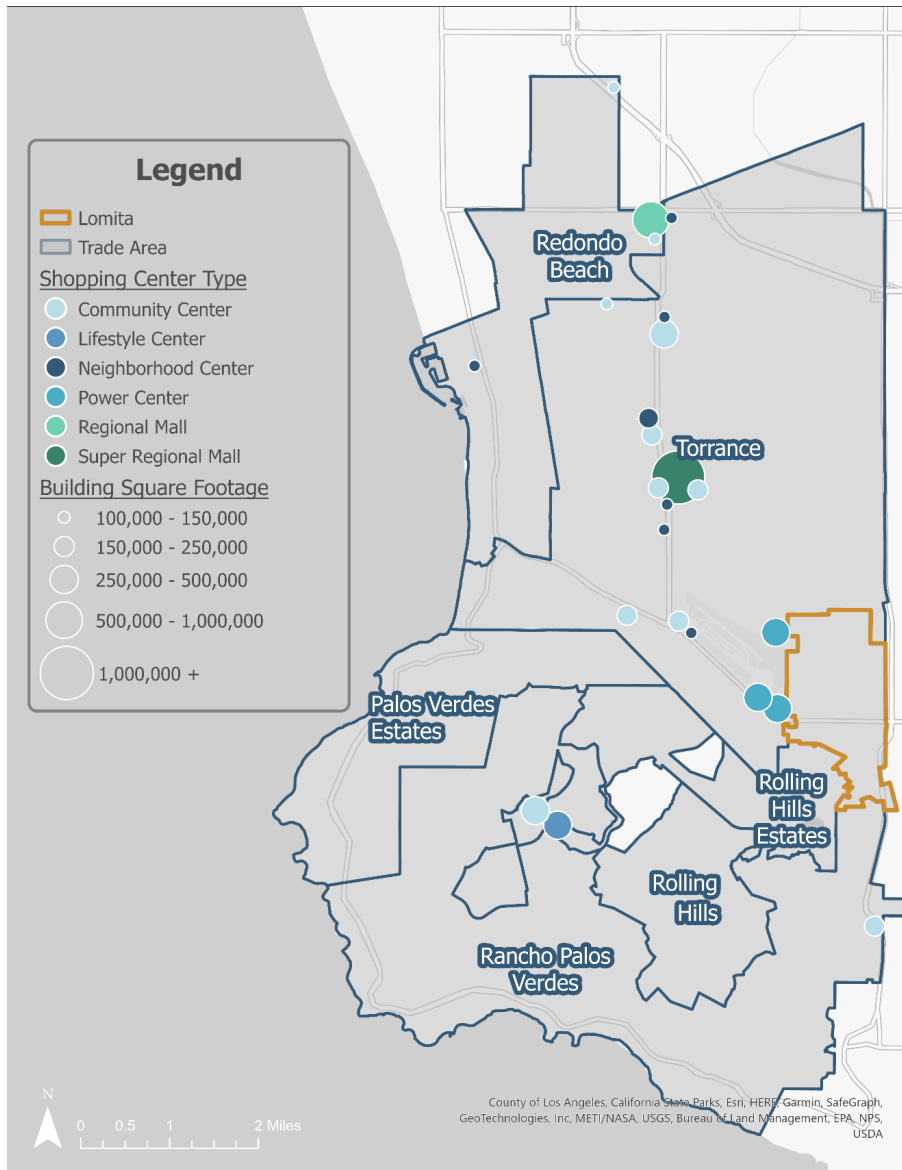 Legend
Lomita
Trade Area
Shopping Center Type
Community Center
Lifestyle Center
Neighborhood Center
Power Center
Regional Mall
Super Regional Mall
Building Square Footage
100,000 - 150,000
150,000 - 250,000
250,000 - 500,000
500,000 - 1,000,000
1,000,000 +
Redondo
Beach
Torrance
Palos Verdes
Estates
Rolling
Hills
Estates
Rolling
Hills
Rancho Palos
Verdes
N
0 0.5 1 2 Miles
County of Los Angeles, California State Parks, Esri, HERE, Garmin, SafeGraph,
GeoTechnologies, Inc, METI/NASA, USGS, Bureau of Land Management, EPA, NPS,
USDA